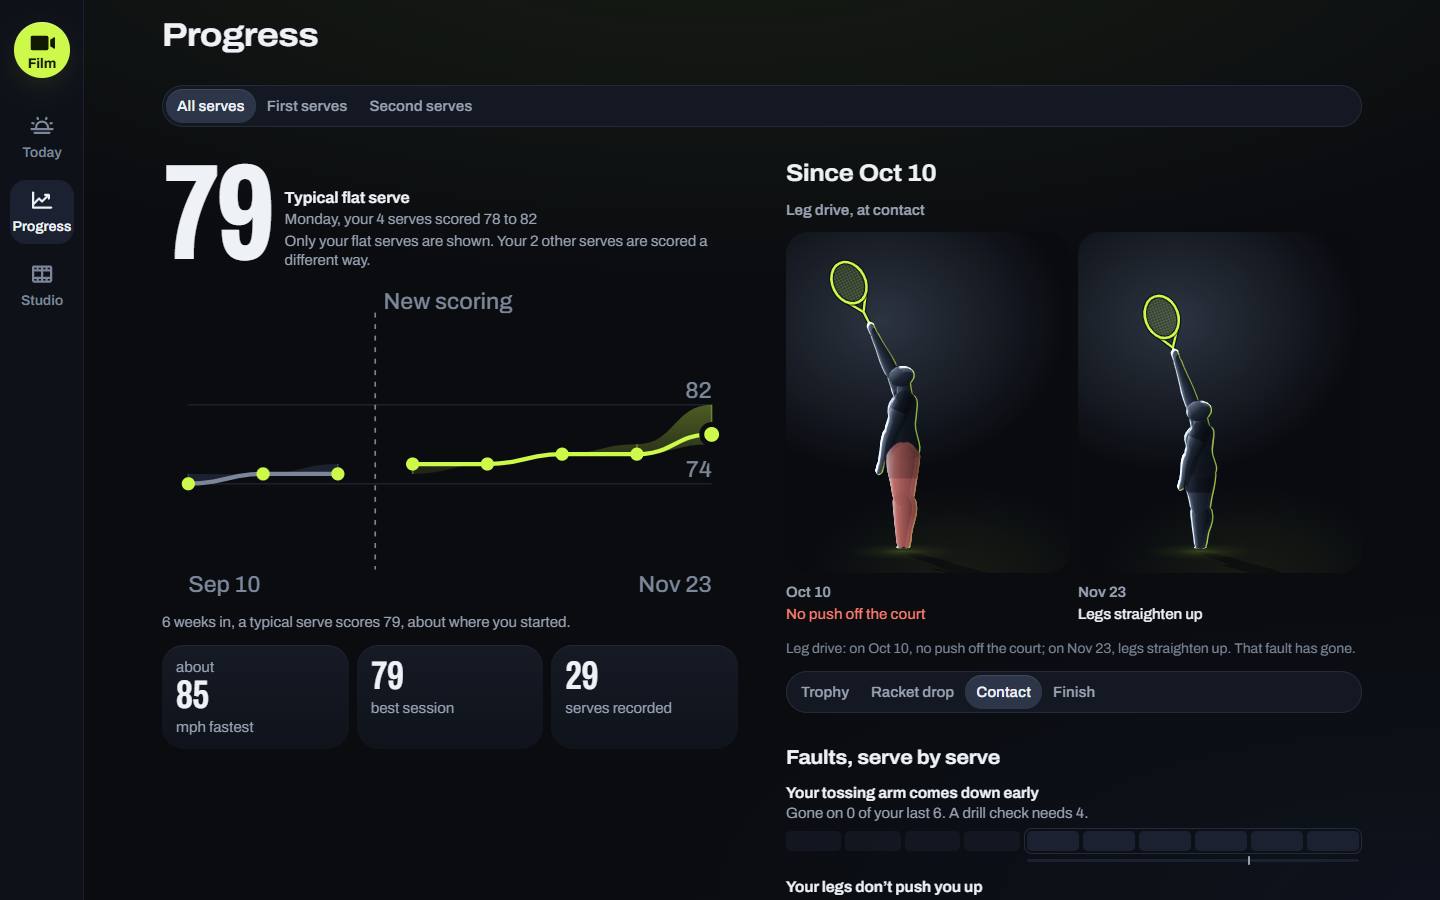 Progress
Film
Today
Progress
Studio
All serves
First serves
Second serves
79
Typical flat serve
Monday, your 4 serves scored 78 to 82
Only your flat serves are shown. Your 2 other serves are scored a
different way.
New scoring
82
74
Sep 10
Nov 23
6 weeks in, a typical serve scores 79, about where you started.
about
85
mph fastest
79
best session
29
serves recorded
Since Oct 10
Leg drive, at contact
Oct 10
No push off the court
Nov 23
Legs straighten up
Leg drive: on Oct 10, no push off the court; on Nov 23, legs straighten up. That fault has gone.
Trophy
Racket drop
Contact
Finish
Faults, serve by serve
Your tossing arm comes down early
Gone on 0 of your last 6. A drill check needs 4.
Your legs don’t push you up